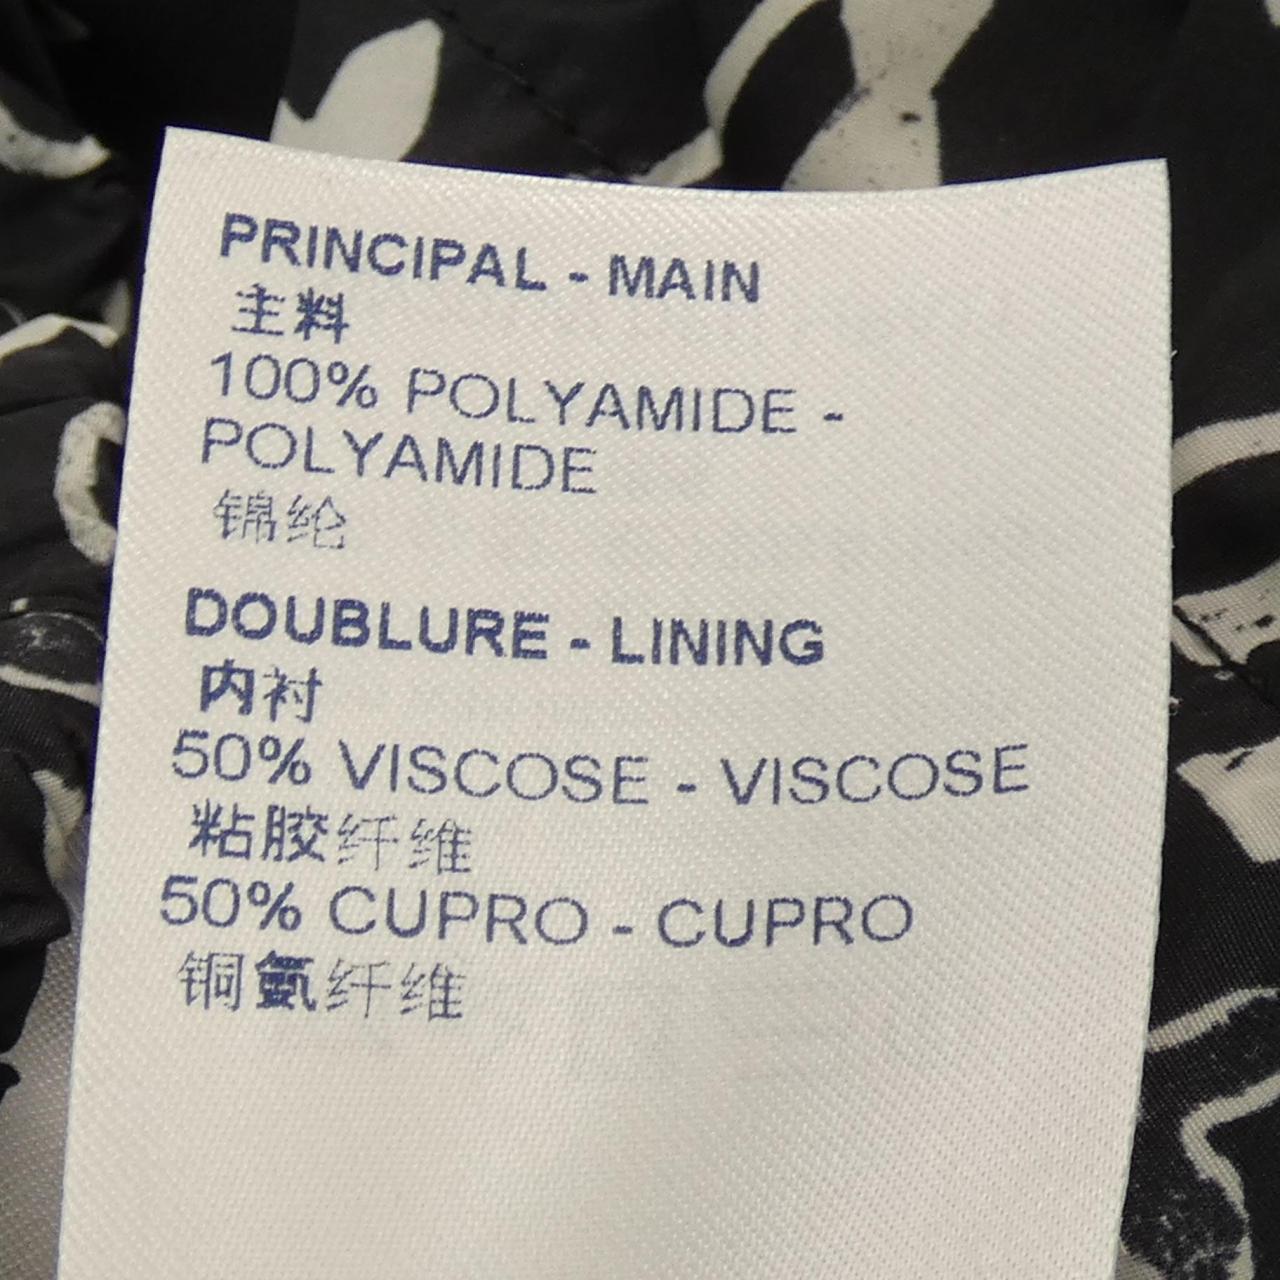 PRINCIPAL - MAIN
主料
100% POLYAMIDE -
POLYAMIDE
锦纶
DOUBLURE - LINING
内衬
50% VISCOSE - VISCOSE
粘胶纤维
50% CUPRO - CUPRO
铜氨纤维